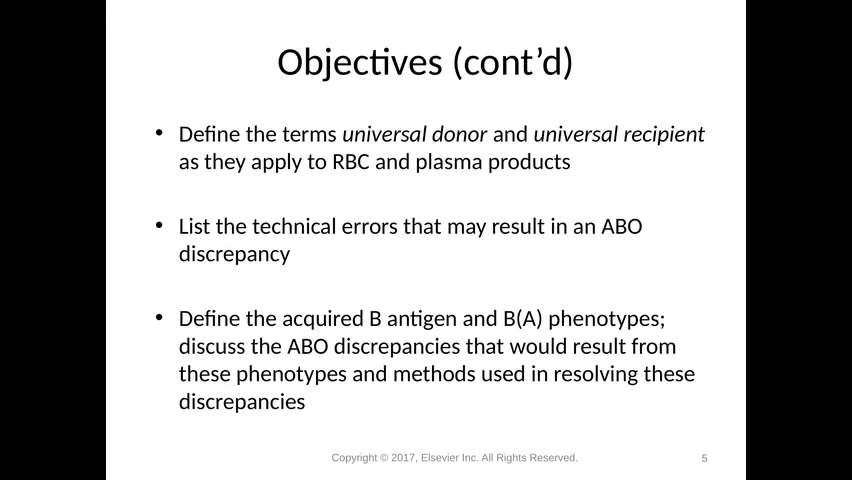 Objectives (cont’d)
• Define the terms universal donor and universal recipient
as they apply to RBC and plasma products
• List the technical errors that may result in an ABO
discrepancy
• Define the acquired B antigen and B(A) phenotypes;
discuss the ABO discrepancies that would result from
these phenotypes and methods used in resolving these
discrepancies
Copyright © 2017, Elsevier Inc. All Rights Reserved.
5